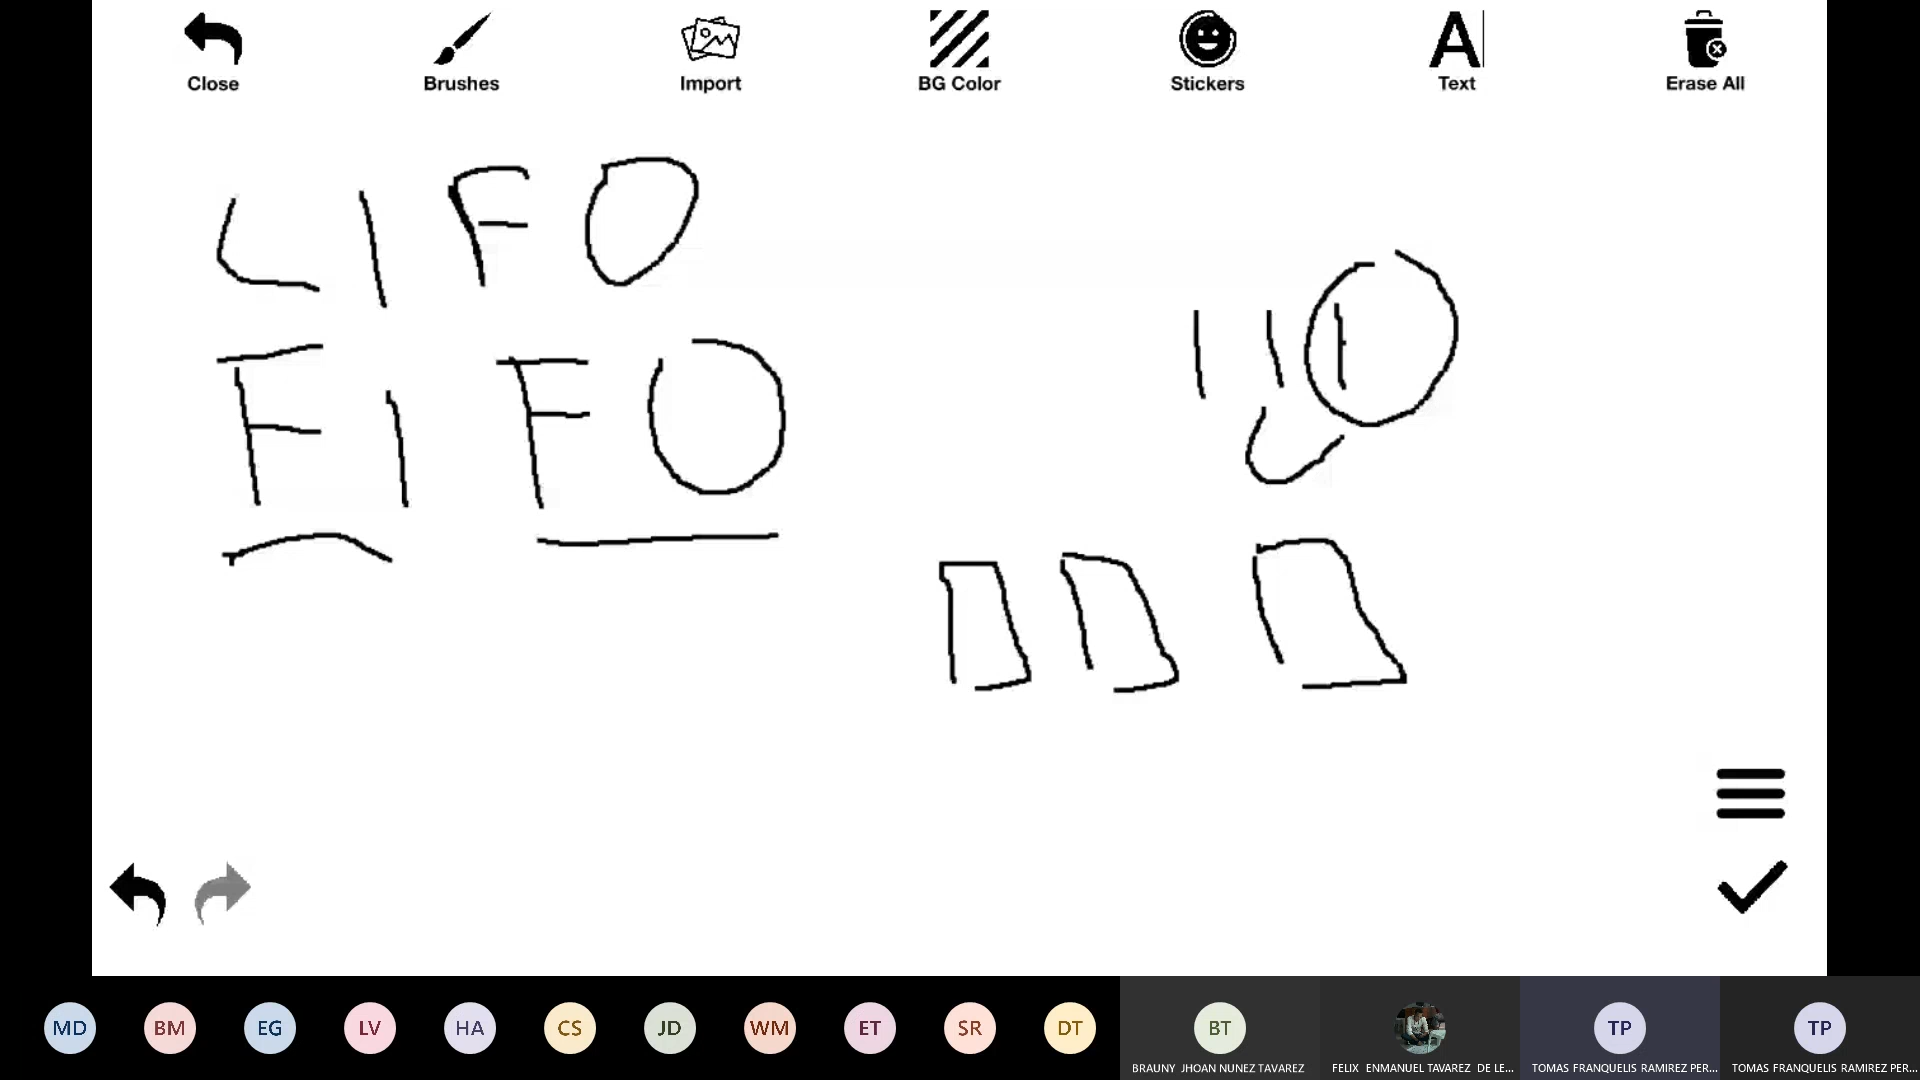 Close Brushes Import BG Color Stickers Text Erase All
LIFO
FIFO
MD BM EG LV HA CS JD WM ET SR DT BT TP TP
BRAUNY JHOAN NUNEZ TAVAREZ FELIX ENMANUEL TAVAREZ DE LE... TOMAS FRANQUELIS RAMIREZ PER... TOMAS FRANQUELIS RAMIREZ PER...